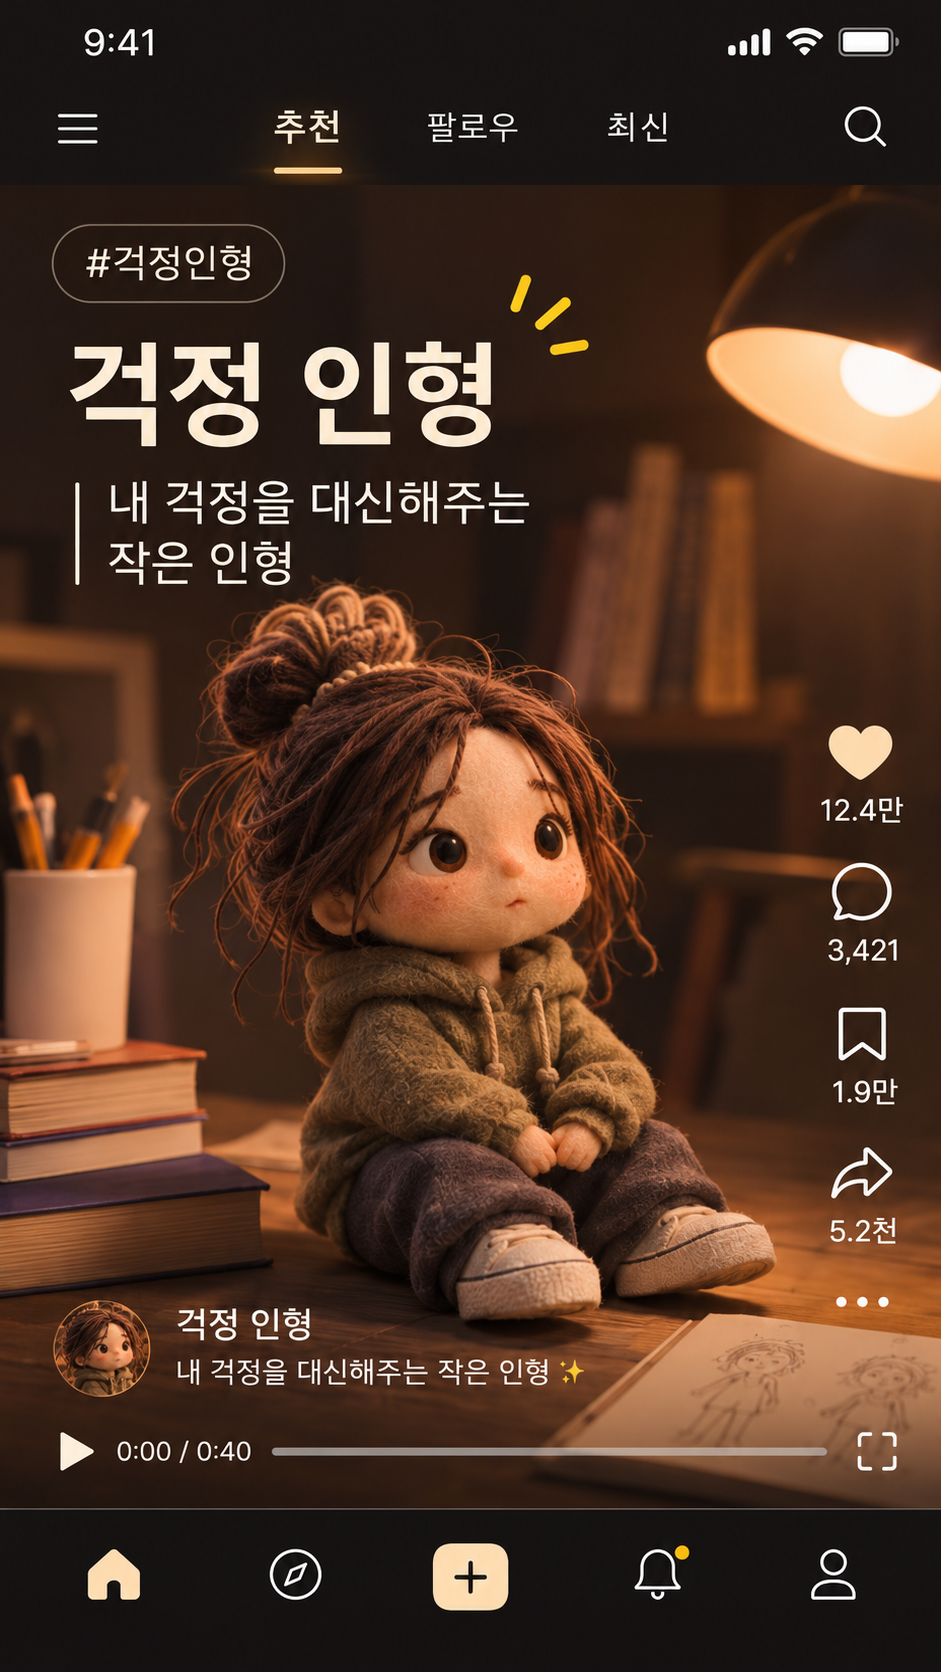 9:41
추천 팔로우 최신
#걱정인형
걱정 인형
내 걱정을 대신해주는
작은 인형
12.4만
3,421
1.9만
5.2천
걱정 인형
내 걱정을 대신해주는 작은 인형 ✨
0:00 / 0:40